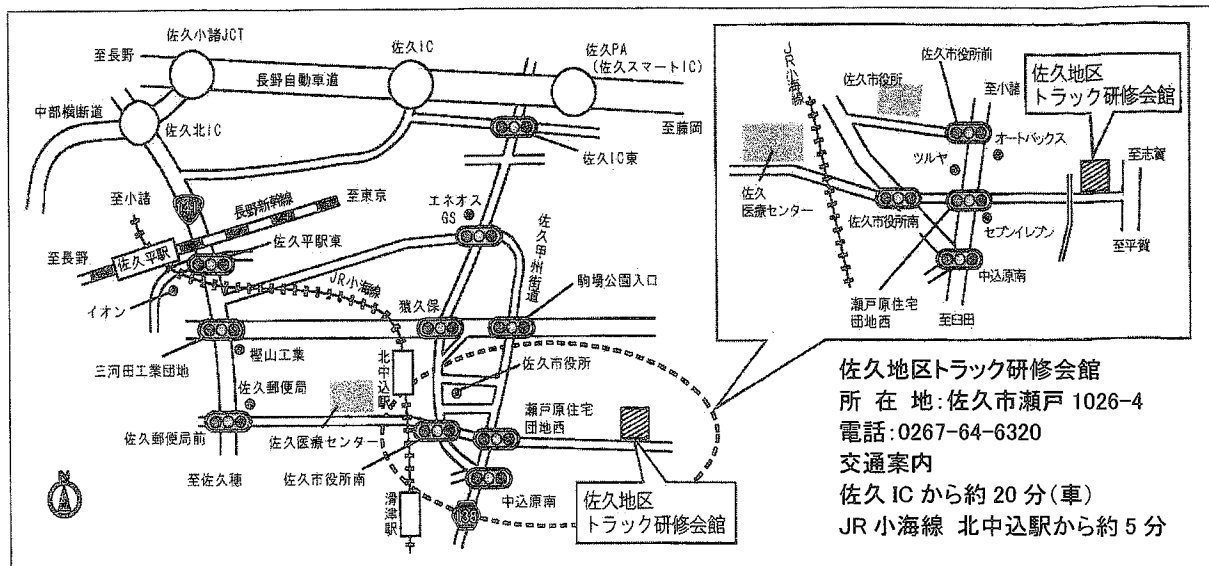 佐久小諸JCT
至長野
佐久IC
佐久PA
(佐久スマートIC)
長野自動車道
中部横断道
佐久北IC
至藤岡
佐久IC東
至小諸
141
長野新幹線
至東京
エネオス
GS
佐久甲州街道
佐久平駅東
至長野
佐久平駅
JR小海線
イオン
猿久保
駒場公園入口
三河田工業団地
樫山工業
北中込駅
佐久市役所
佐久郵便局
瀬戸原住宅
団地西
佐久郵便局前
佐久医療センター
至佐久穂
佐久市役所南
中込原南
滑津駅
138
佐久地区
トラック研修会館
N
JR小海線
佐久市役所前
佐久市役所
至小諸
佐久地区
トラック研修会館
オートバックス
ツルヤ
至志賀
佐久
医療センター
佐久市役所南
セブンイレブン
至平賀
中込原南
瀬戸原住宅
団地西
至臼田
佐久地区トラック研修会館
所 在 地:佐久市瀬戸 1026-4
電話:0267-64-6320
交通案内
佐久 IC から約 20 分(車)
JR 小海線 北中込駅から約 5 分